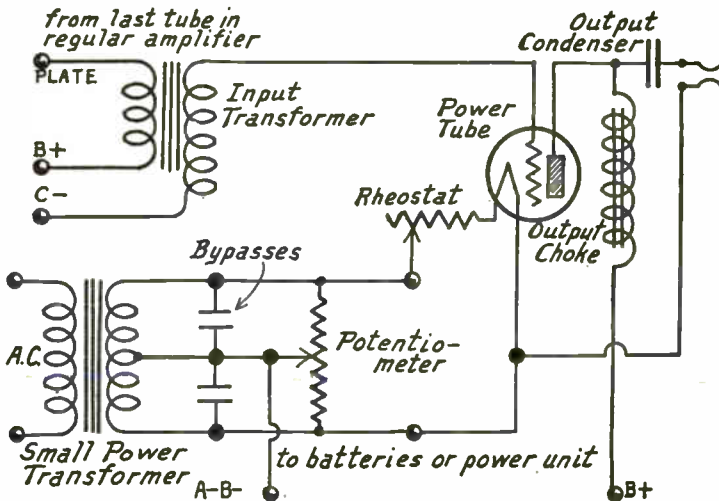 from last tube in
regular amplifier
PLATE
B+
C-
Input
Transformer
Output
Condenser
Power
Tube
Rheostat
Output
Choke
Bypasses
A.C.
Potentio-
meter
Small Power
Transformer
A-B-
to batteries or power unit
B+